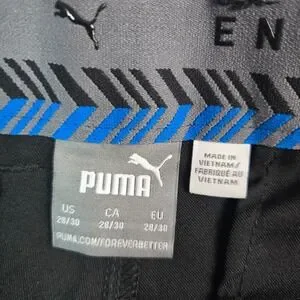 EN
PUMA
US CA EU
28/30 28/30 28/30
PUMA.COM/FOREVERBETTER
MADE IN
VIETNAM/
FABRIQUÉ AU
VIETNAM